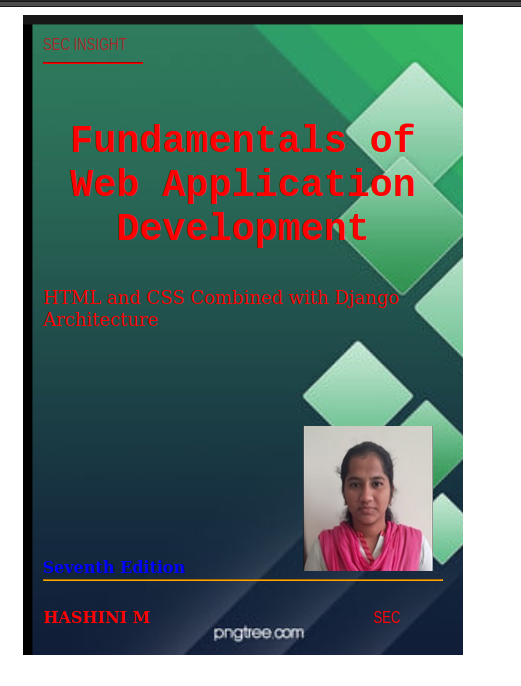 SEC INSIGHT
Fundamentals of
Web Application
Development
HTML and CSS Combined with Django
Architecture
Seventh Edition
HASHINI M
SEC
pngtree.com